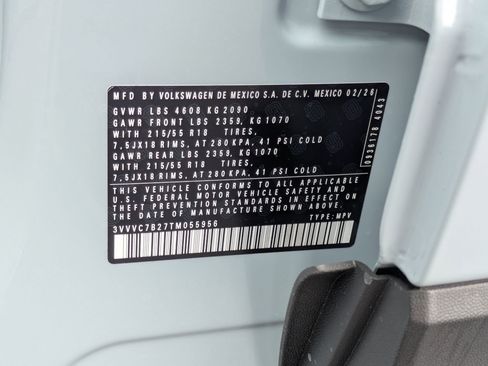 MFD BY VOLKSWAGEN DE MEXICO S.A. DE C.V. MEXICO 02/26
GVWR LBS 4608 KG 2090
GAWR FRONT LBS 2359, KG 1070
WITH 215/55 R18 TIRES,
7,5JX18 RIMS, AT 280KPA, 41 PSI COLD
GAWR REAR LBS 2359, KG 1070
WITH 215/55 R18 TIRES,
7,5JX18 RIMS, AT 280KPA, 41 PSI COLD
THIS VEHICLE CONFORMS TO ALL APPLICABLE
U.S. FEDERAL MOTOR VEHICLE SAFETY AND
THEFT PREVENTION STANDARDS IN EFFECT ON
THE DATE OF MANUFACTURE SHOWN ABOVE.
3VVVC7B27TM055956 TYPE: MPV
0936178 4043